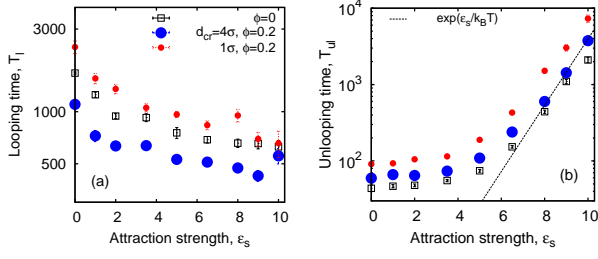 ϕ=0
d_cr=4σ, ϕ=0.2
1σ, ϕ=0.2
3000
1000
500
Looping time, T_l
(a)
0 2 4 6 8 10
Attraction strength, ε_s
exp(ε_s/k_BT)
10^4
10^3
10^2
Unlooping time, T_ul
(b)
0 2 4 6 8 10
Attraction strength, ε_s